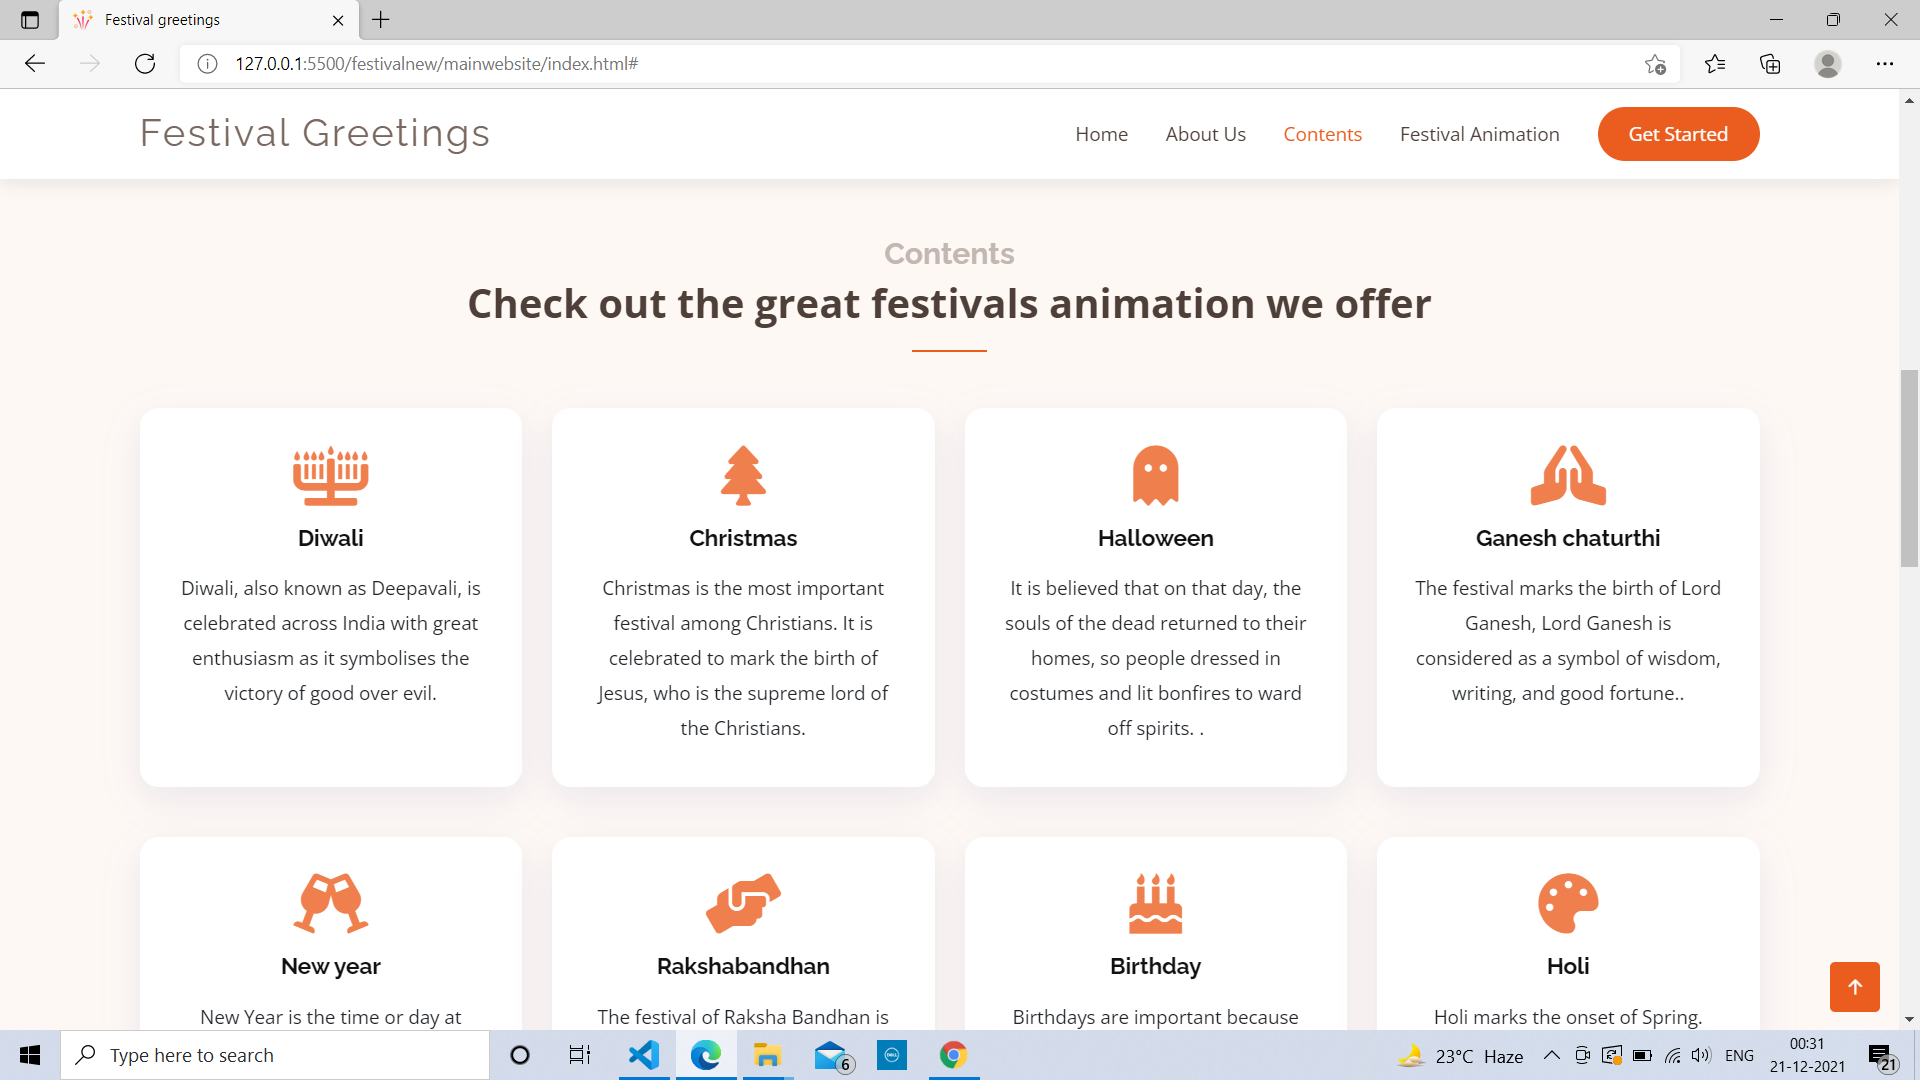 Festival greetings
127.0.0.1:5500/festivalnew/mainwebsite/index.html#
Festival Greetings
Home About Us Contents Festival Animation Get Started
Contents
Check out the great festivals animation we offer
Diwali
Diwali, also known as Deepavali, is
celebrated across India with great
enthusiasm as it symbolises the
victory of good over evil.
Christmas
Christmas is the most important
festival among Christians. It is
celebrated to mark the birth of
Jesus, who is the supreme lord of
the Christians.
Halloween
It is believed that on that day, the
souls of the dead returned to their
homes, so people dressed in
costumes and lit bonfires to ward
off spirits. .
Ganesh chaturthi
The festival marks the birth of Lord
Ganesh, Lord Ganesh is
considered as a symbol of wisdom,
writing, and good fortune..
New year
New Year is the time or day at
Rakshabandhan
The festival of Raksha Bandhan is
Birthday
Birthdays are important because
Holi
Holi marks the onset of Spring.
Type here to search
6
DELL
23°C Haze
ENG
00:31
21-12-2021
21